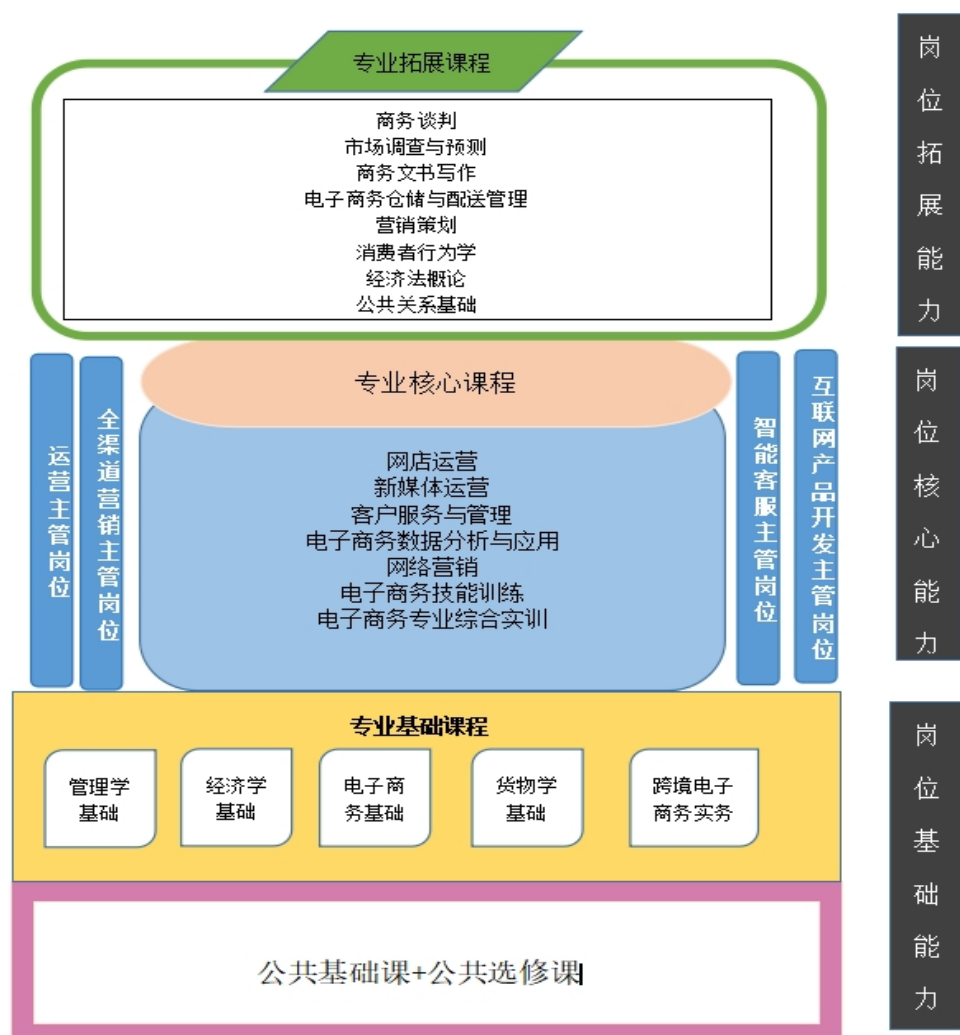 专业拓展课程
商务谈判
市场调查与预测
商务文书写作
电子商务仓储与配送管理
营销策划
消费者行为学
经济法概论
公共关系基础
岗位拓展能力
运营主管岗位
全渠道营销主管岗位
专业核心课程
网店运营
新媒体运营
客户服务与管理
电子商务数据分析与应用
网络营销
电子商务技能训练
电子商务专业综合实训
智能客服主管岗位
互联网产品开发主管岗位
岗位核心能力
专业基础课程
管理学
基础
经济学
基础
电子商
务基础
货物学
基础
跨境电子
商务实务
公共基础课+公共选修课
岗位基础能力